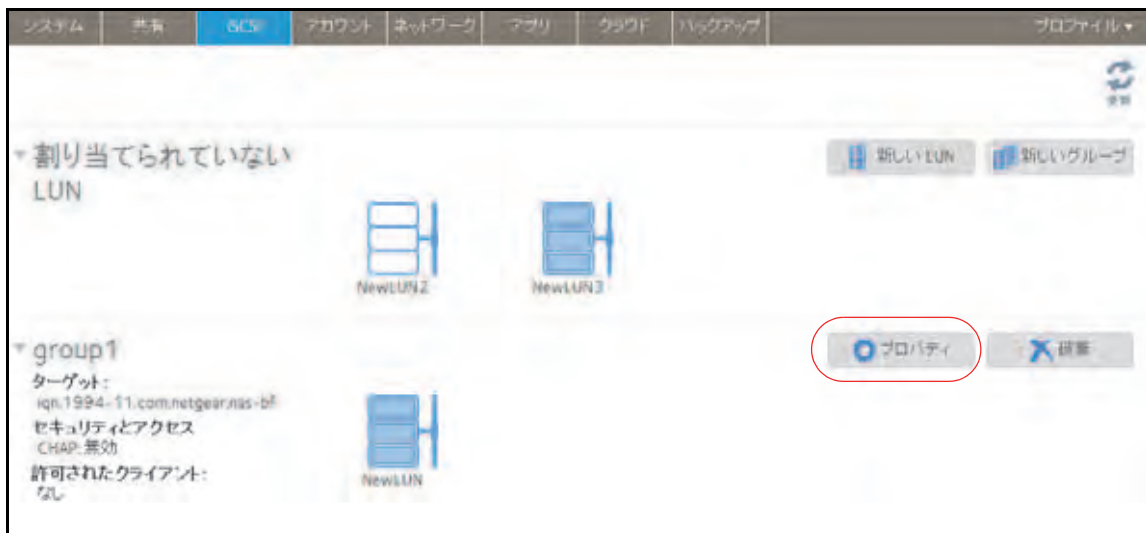 システム 共有 iSCSI アカウント ネットワーク アプリ クラウド バックアップ プロファイル ▾
更新
割り当てられていない
LUN
新しい LUN 新しいグループ
NewLUN2 NewLUN3
group1
プロパティ 破棄
ターゲット:
iqn.1994-11.com.netgear:nas-bf
セキュリティとアクセス
CHAP: 無効
許可されたクライアント:
なし
NewLUN